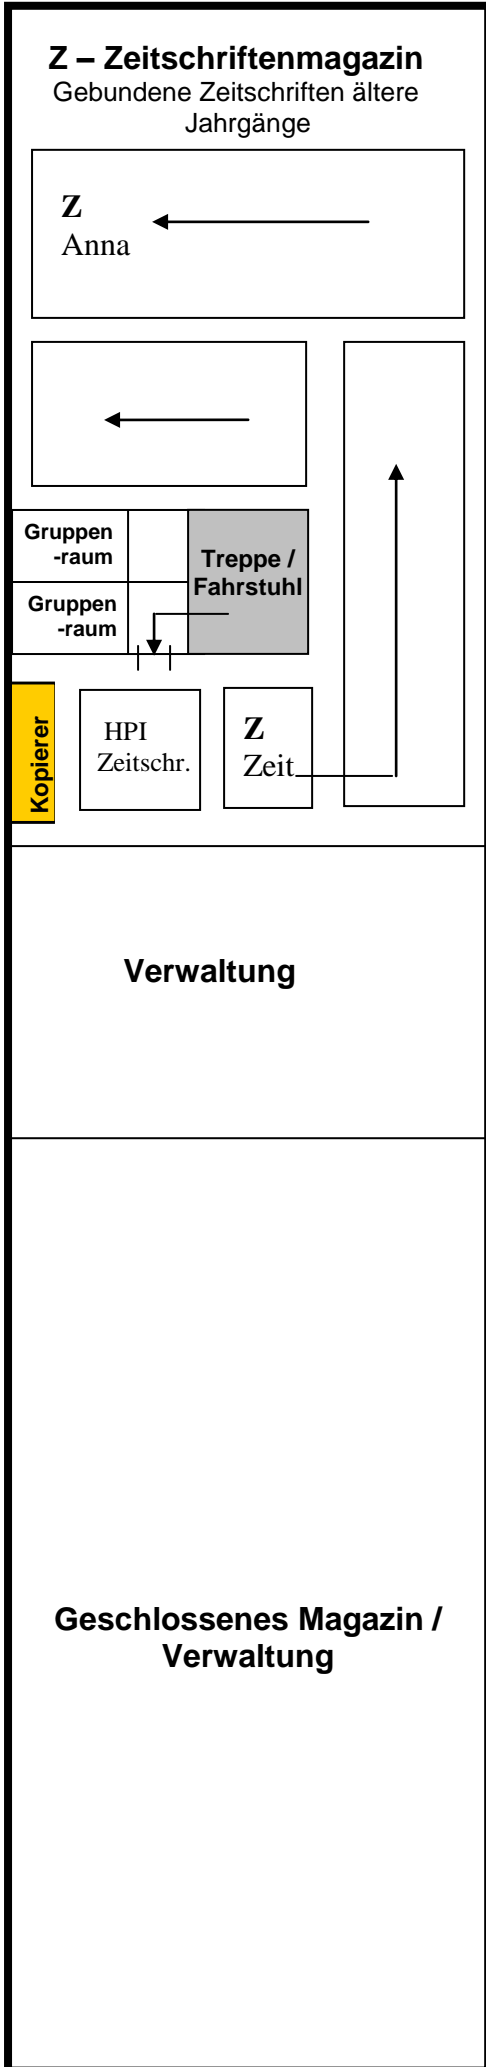 Z – Zeitschriftenmagazin
Gebundene Zeitschriften ältere
Jahrgänge
Z
Anna
Gruppen
-raum
Treppe /
Fahrstuhl
Gruppen
-raum
Kopierer
HPI
Zeitschr.
Z
Zeit
Verwaltung
Geschlossenes Magazin /
Verwaltung